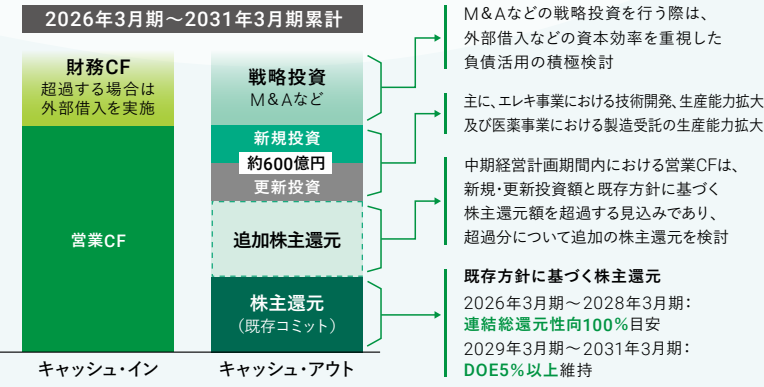 2026年3月期～2031年3月期累計
財務CF
超過する場合は
外部借入を実施
営業CF
キャッシュ・イン
戦略投資
M&Aなど
新規投資
約600億円
更新投資
追加株主還元
株主還元
（既存コミット）
キャッシュ・アウト
M&Aなどの戦略投資を行う際は、
外部借入などの資本効率を重視した
負債活用の積極検討
主に、エレキ事業における技術開発、生産能力拡大
及び医薬事業における製造受託の生産能力拡大
中期経営計画期間内における営業CFは、
新規・更新投資額と既存方針に基づく
株主還元額を超過する見込みであり、
超過分について追加の株主還元を検討
既存方針に基づく株主還元
2026年3月期～2028年3月期：
連結総還元性向100%目安
2029年3月期～2031年3月期：
DOE5%以上維持